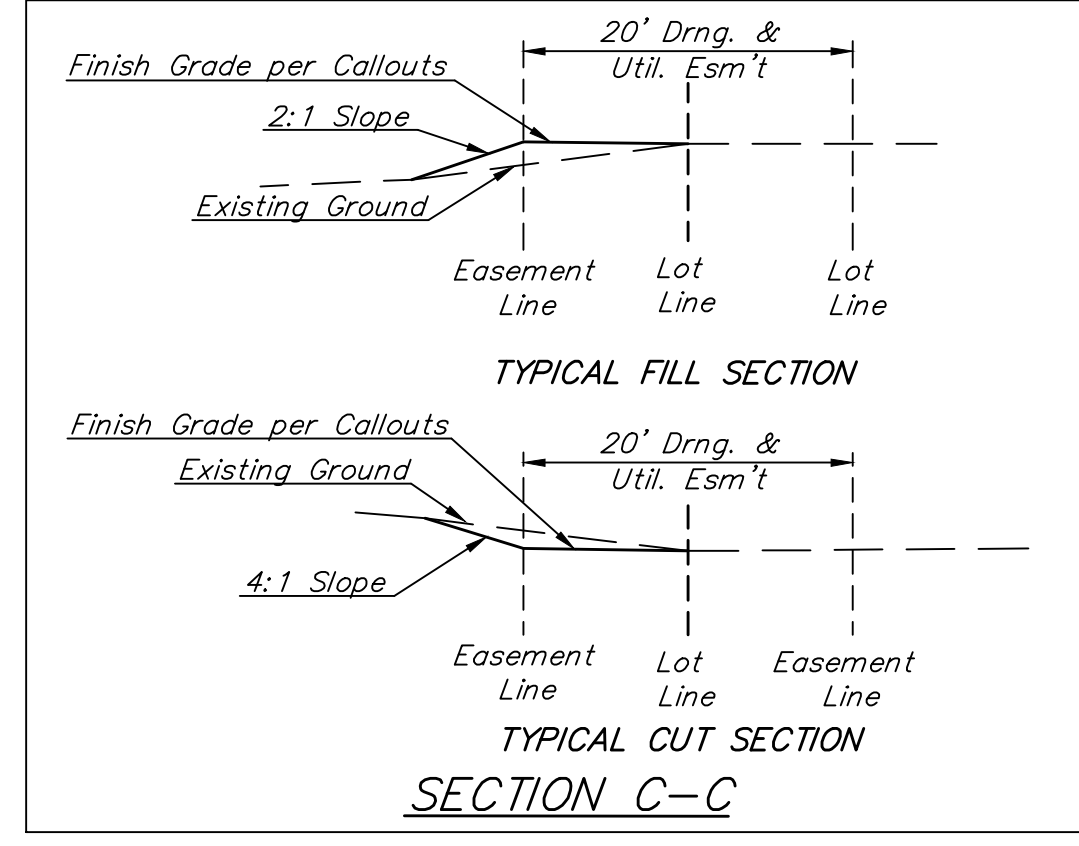 20' Drng. &
Util. Esm't
Finish Grade per Callouts
2:1 Slope
Existing Ground
Easement
Line
Lot
Line
Lot
Line
TYPICAL FILL SECTION
Finish Grade per Callouts
20' Drng. &
Util. Esm't
Existing Ground
4:1 Slope
Easement
Line
Lot
Line
Easement
Line
TYPICAL CUT SECTION
SECTION C-C